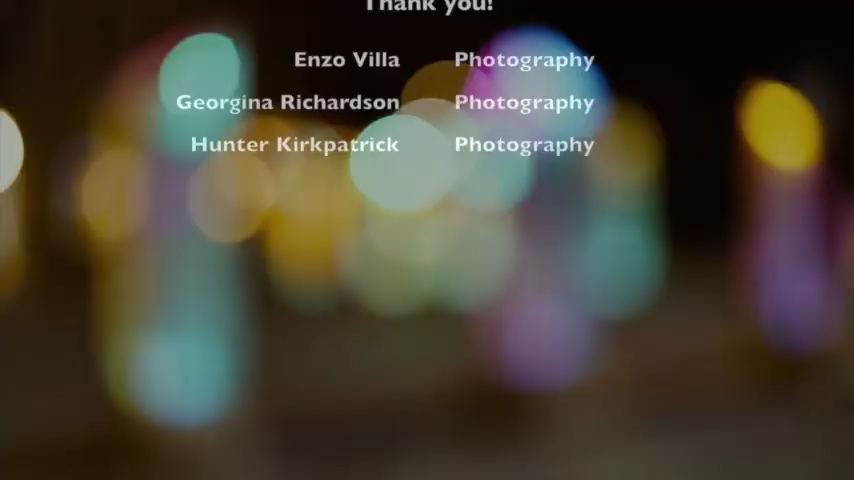 Thank you!
Enzo Villa Photography
Georgina Richardson Photography
Hunter Kirkpatrick Photography